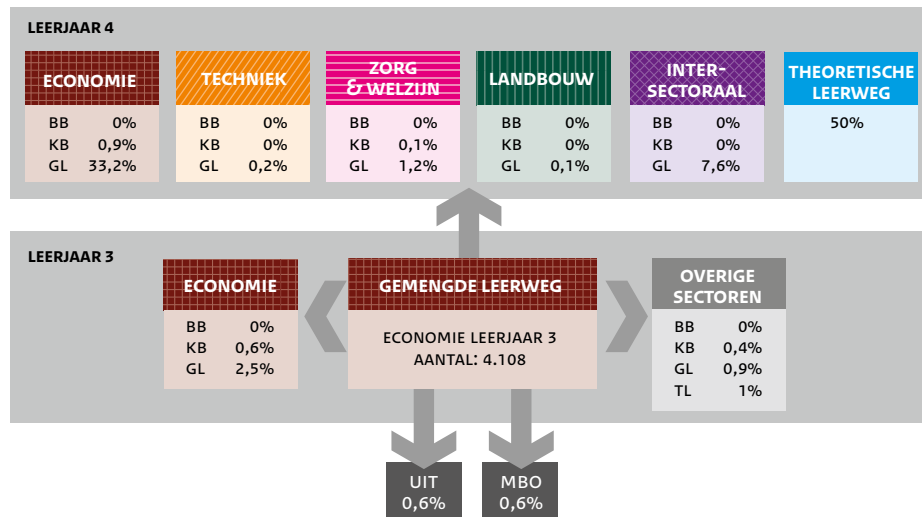 LEERJAAR 4
ECONOMIE
BB 0%
KB 0,9%
GL 33,2%
TECHNIEK
BB 0%
KB 0%
GL 0,2%
ZORG
& WELZIJN
BB 0%
KB 0,1%
GL 1,2%
LANDBOUW
BB 0%
KB 0%
GL 0,1%
INTER-
SECTORAAL
BB 0%
KB 0%
GL 7,6%
THEORETISCHE
LEERWEG
50%
LEERJAAR 3
ECONOMIE
BB 0%
KB 0,6%
GL 2,5%
GEMENGDE LEERWEG
ECONOMIE LEERJAAR 3
AANTAL: 4.108
OVERIGE
SECTOREN
BB 0%
KB 0,4%
GL 0,9%
TL 1%
UIT
0,6%
MBO
0,6%